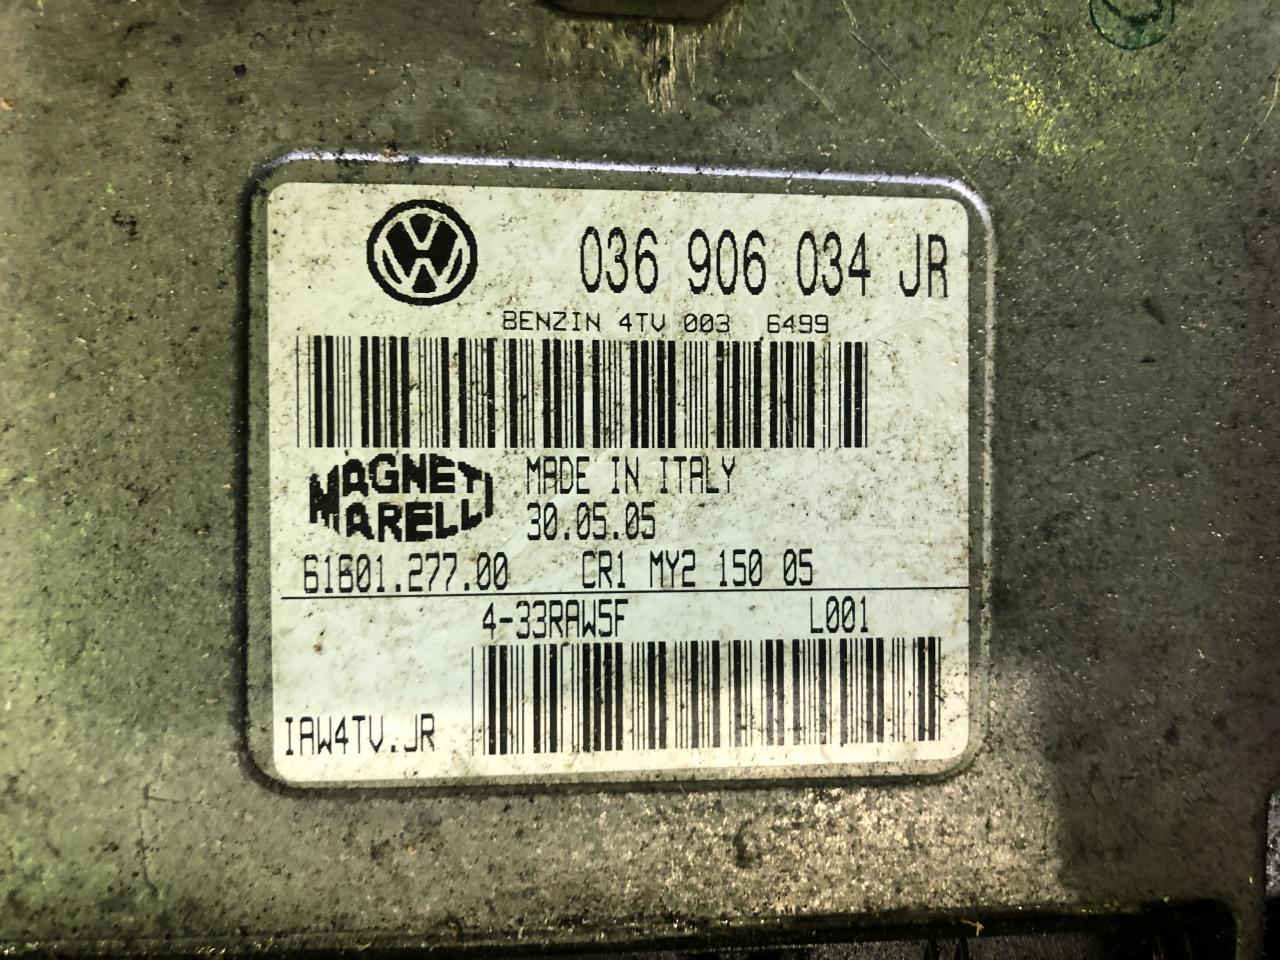 036 906 034 JR
BENZIN 4TV 003 6499
MAGNETI MARELLI
MADE IN ITALY
30.05.05
61601.277.00 CR1 MY2 150 05
4-33RAW5F L001
IAW4TV.JR